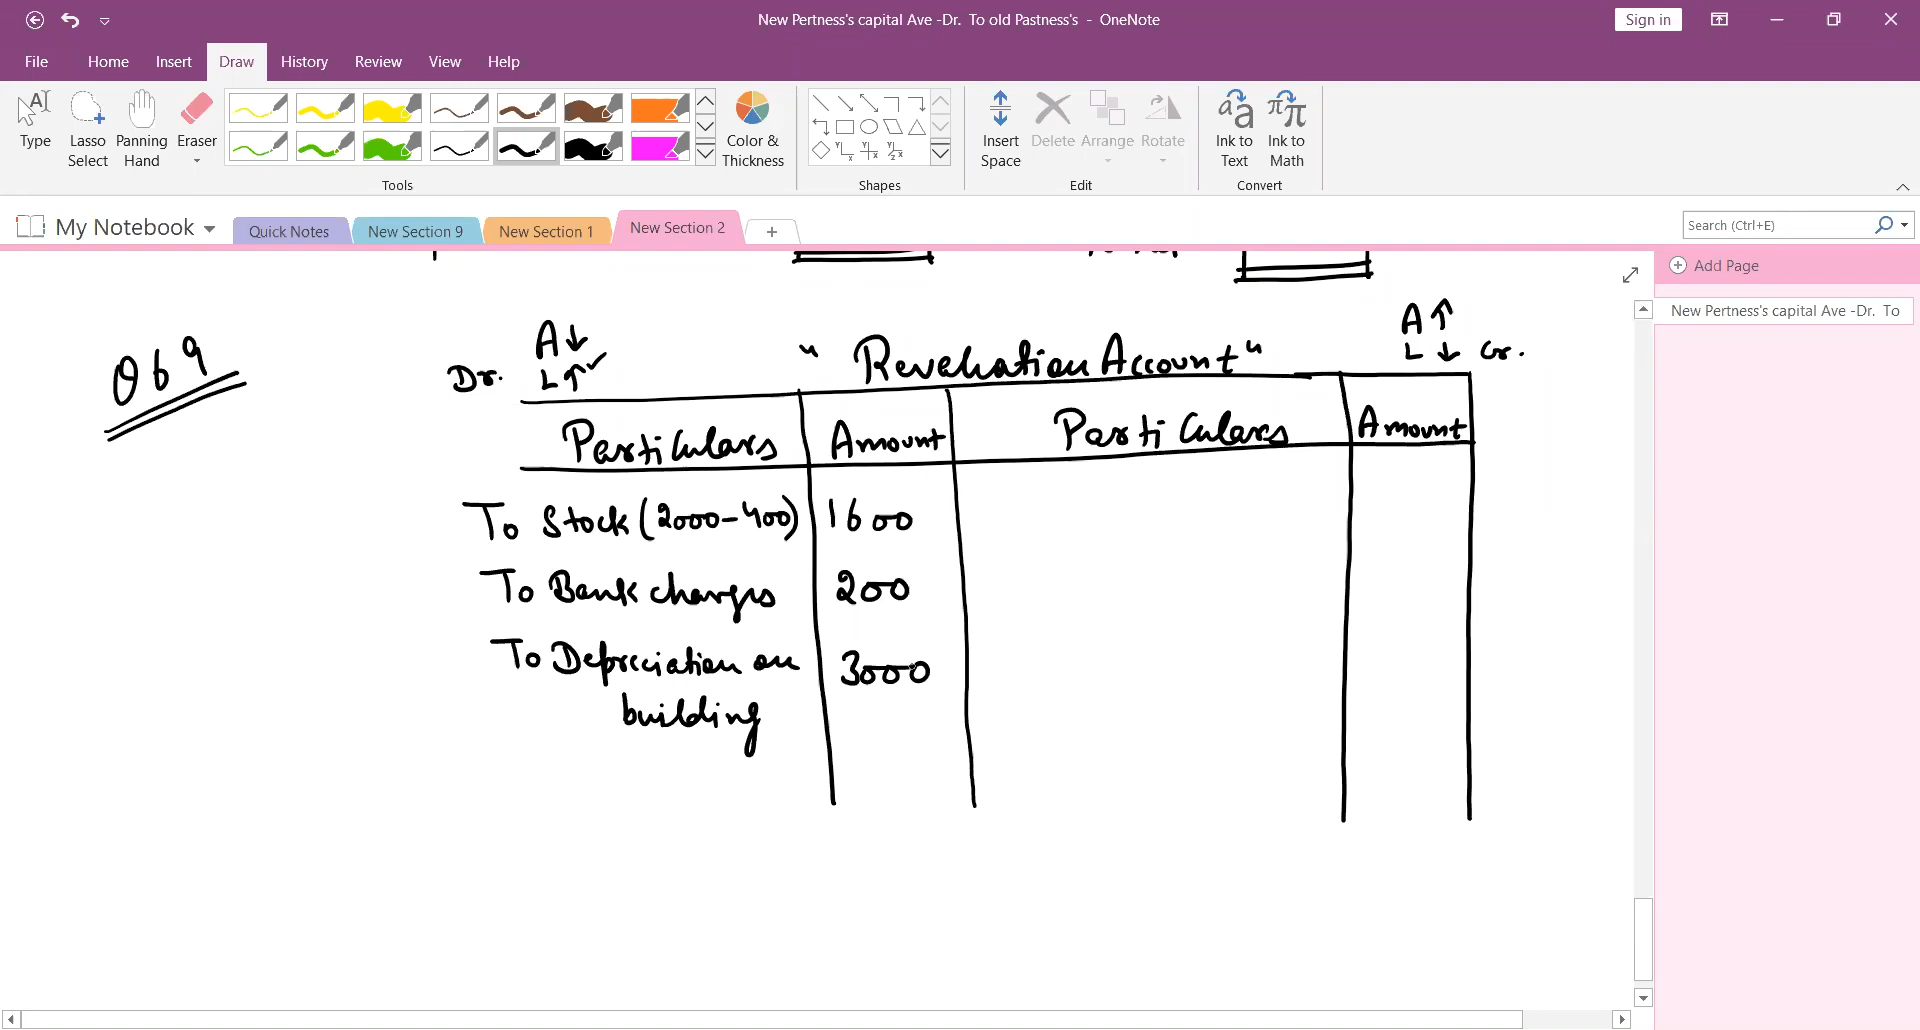 New Pertness's capital Ave -Dr. To old Pastness's - OneNote
Sign in
File Home Insert Draw History Review View Help
Type
Lasso Select
Panning Hand
Eraser
Color & Thickness
Insert Space
Delete Arrange Rotate
Ink to Text
Ink to Math
Tools Shapes Edit Convert
My Notebook
Quick Notes New Section 9 New Section 1 New Section 2 +
Search (Ctrl+E)
Add Page
New Pertness's capital Ave -Dr. To
Q69
A↓ A↑
Dr. L↑ "Revaluation Account" L↓ Cr.
Particulars Amount Particulars Amount
To Stock (2000-400) 1600
To Bank charges 200
To Depreciation on 3000
building